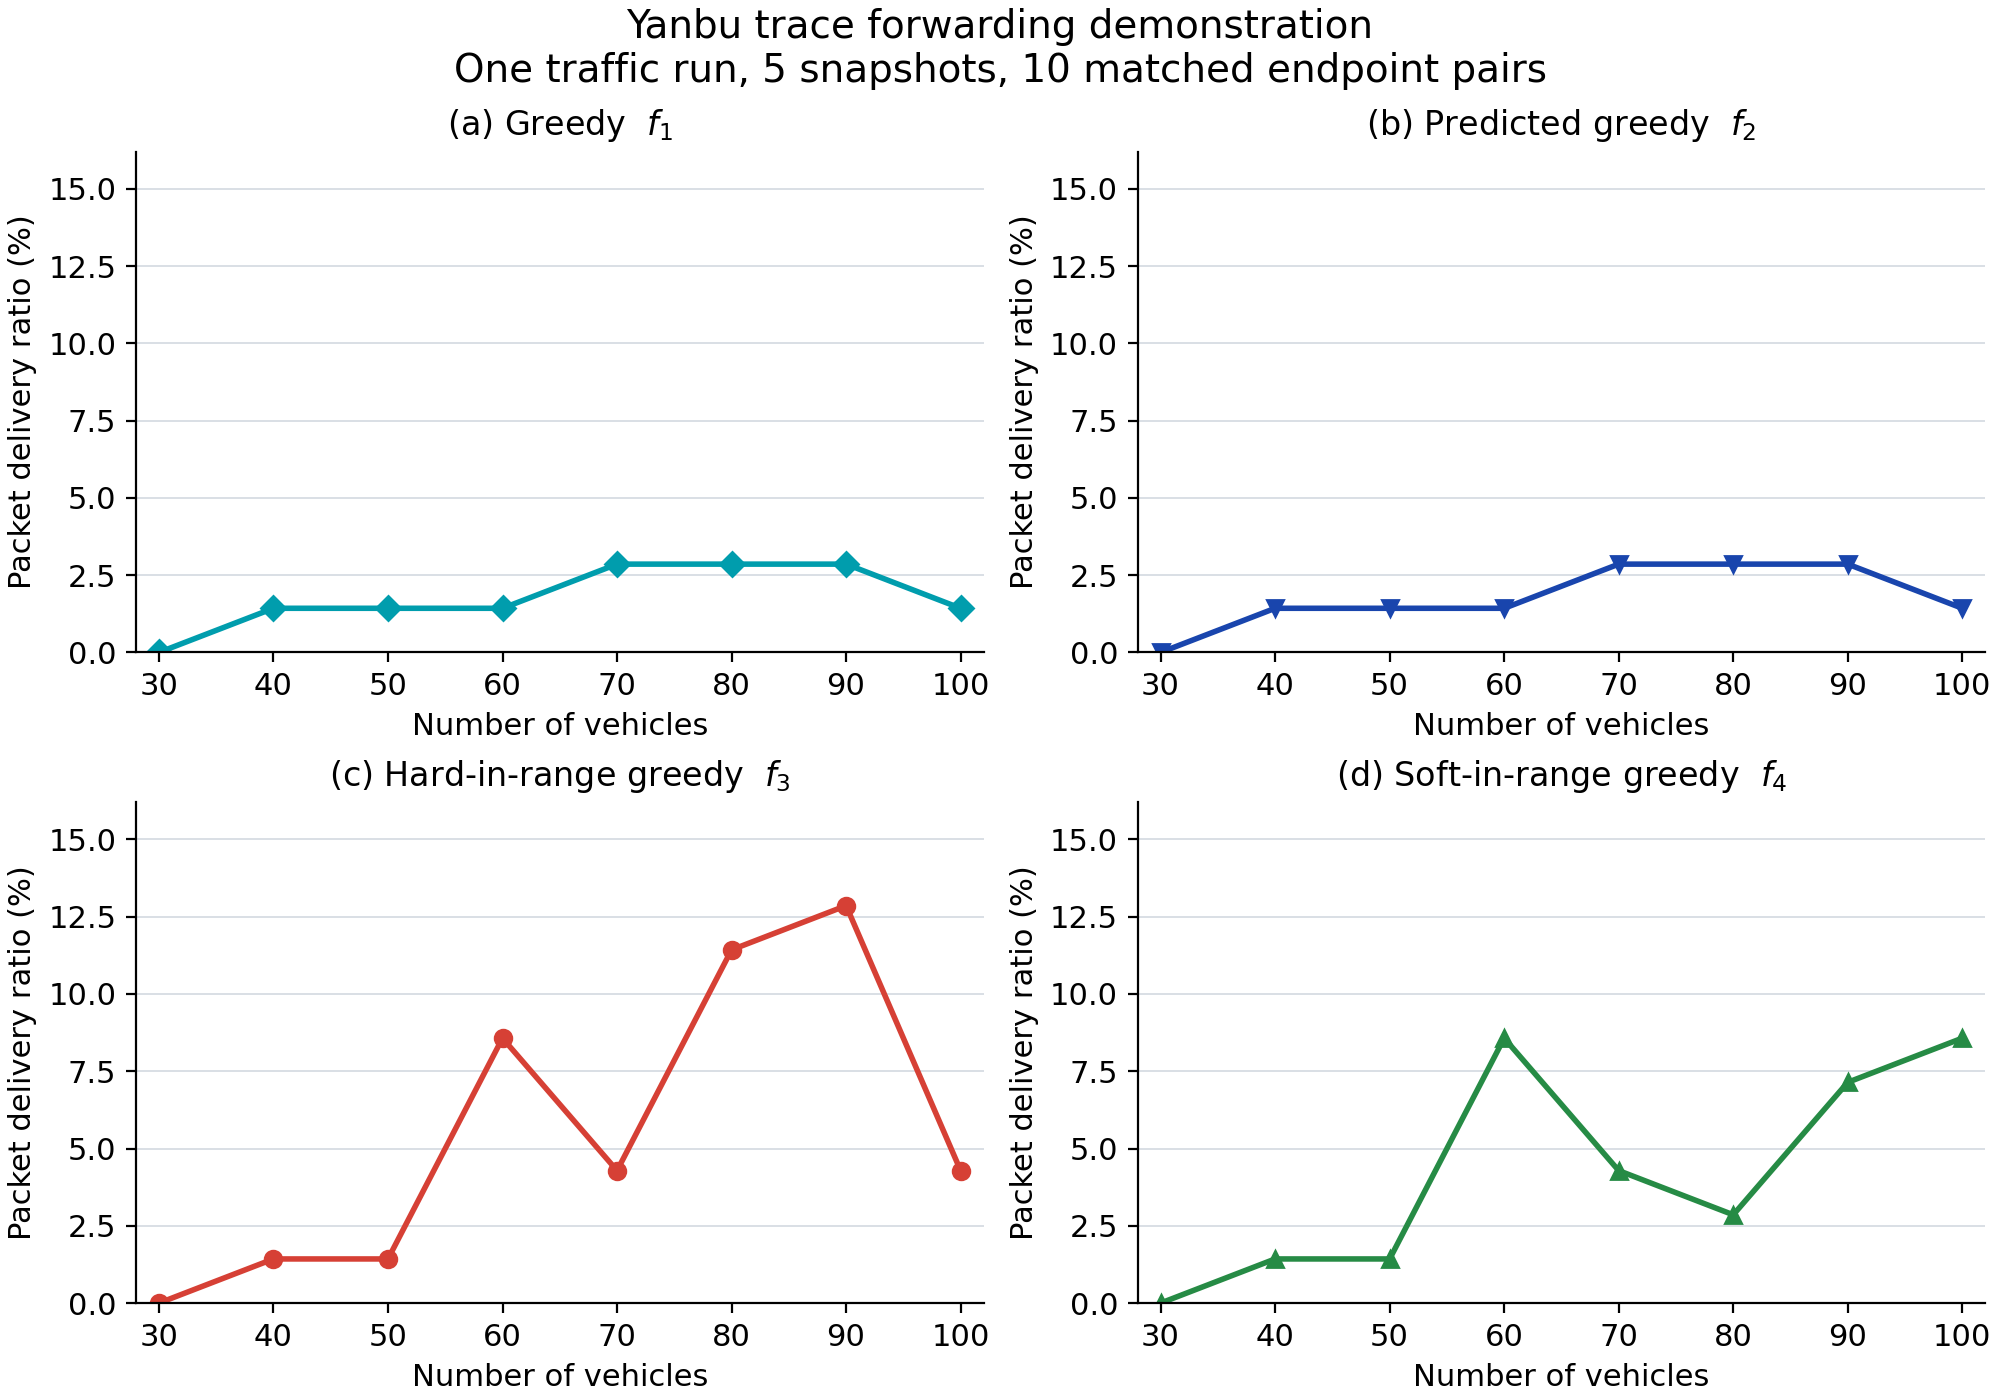 Yanbu trace forwarding demonstration
One traffic run, 5 snapshots, 10 matched endpoint pairs
(a) Greedy f1
Packet delivery ratio (%)
15.0
12.5
10.0
7.5
5.0
2.5
0.0
30 40 50 60 70 80 90 100
Number of vehicles
(b) Predicted greedy f2
Packet delivery ratio (%)
15.0
12.5
10.0
7.5
5.0
2.5
0.0
30 40 50 60 70 80 90 100
Number of vehicles
(c) Hard-in-range greedy f3
Packet delivery ratio (%)
15.0
12.5
10.0
7.5
5.0
2.5
0.0
30 40 50 60 70 80 90 100
Number of vehicles
(d) Soft-in-range greedy f4
Packet delivery ratio (%)
15.0
12.5
10.0
7.5
5.0
2.5
0.0
30 40 50 60 70 80 90 100
Number of vehicles